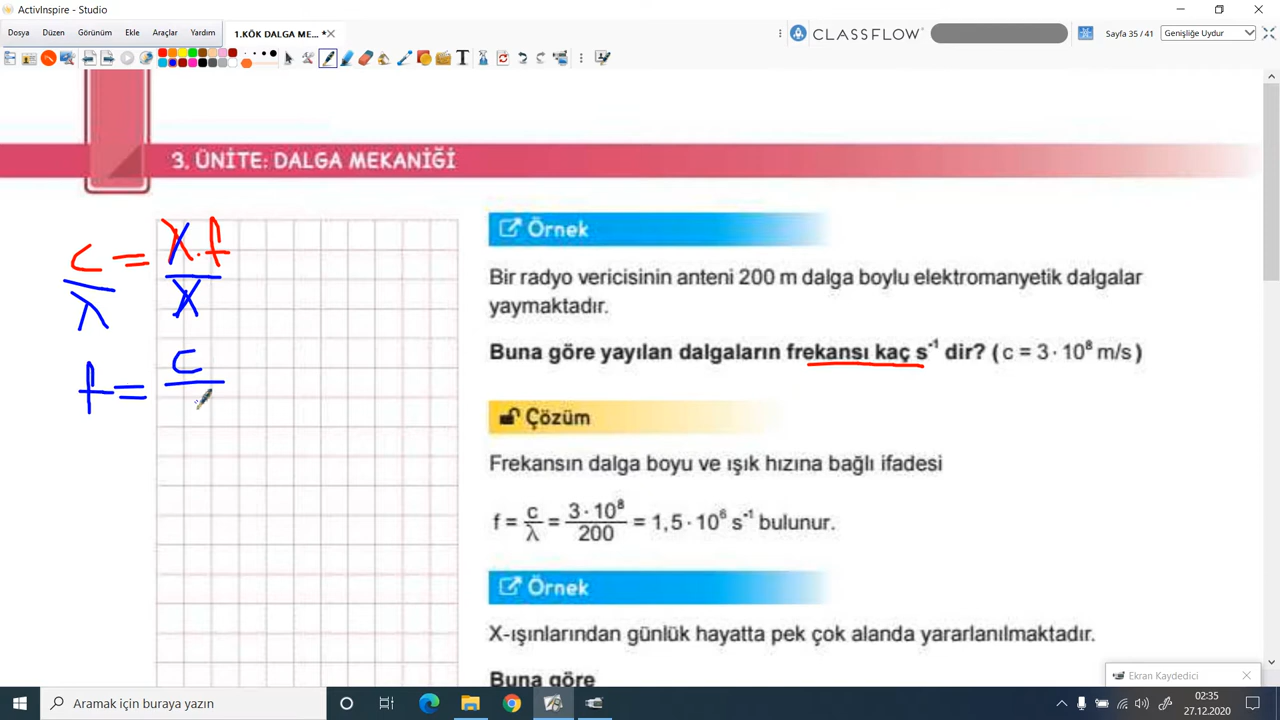 ActivInspire - Studio
Dosya Düzen Görünüm Ekle Araçlar Yardım
1.KÖK DALGA ME... *
CLASSFLOW
Sayfa 35 / 41
Genişliğe Uydur
3. ÜNİTE: DALGA MEKANİĞİ
c = λ.f
λ λ
f = c
Örnek
Bir radyo vericisinin anteni 200 m dalga boylu elektromanyetik dalgalar
yaymaktadır.
Buna göre yayılan dalgaların frekansı kaç s⁻¹ dir? ( c = 3 · 10⁸ m/s )
Çözüm
Frekansın dalga boyu ve ışık hızına bağlı ifadesi
f = c/λ = 3 · 10⁸/200 = 1,5 · 10⁶ s⁻¹ bulunur.
Örnek
X-ışınlarından günlük hayatta pek çok alanda yararlanılmaktadır.
Buna göre
Ekran Kaydedici
Aramak için buraya yazın
02:35
27.12.2020